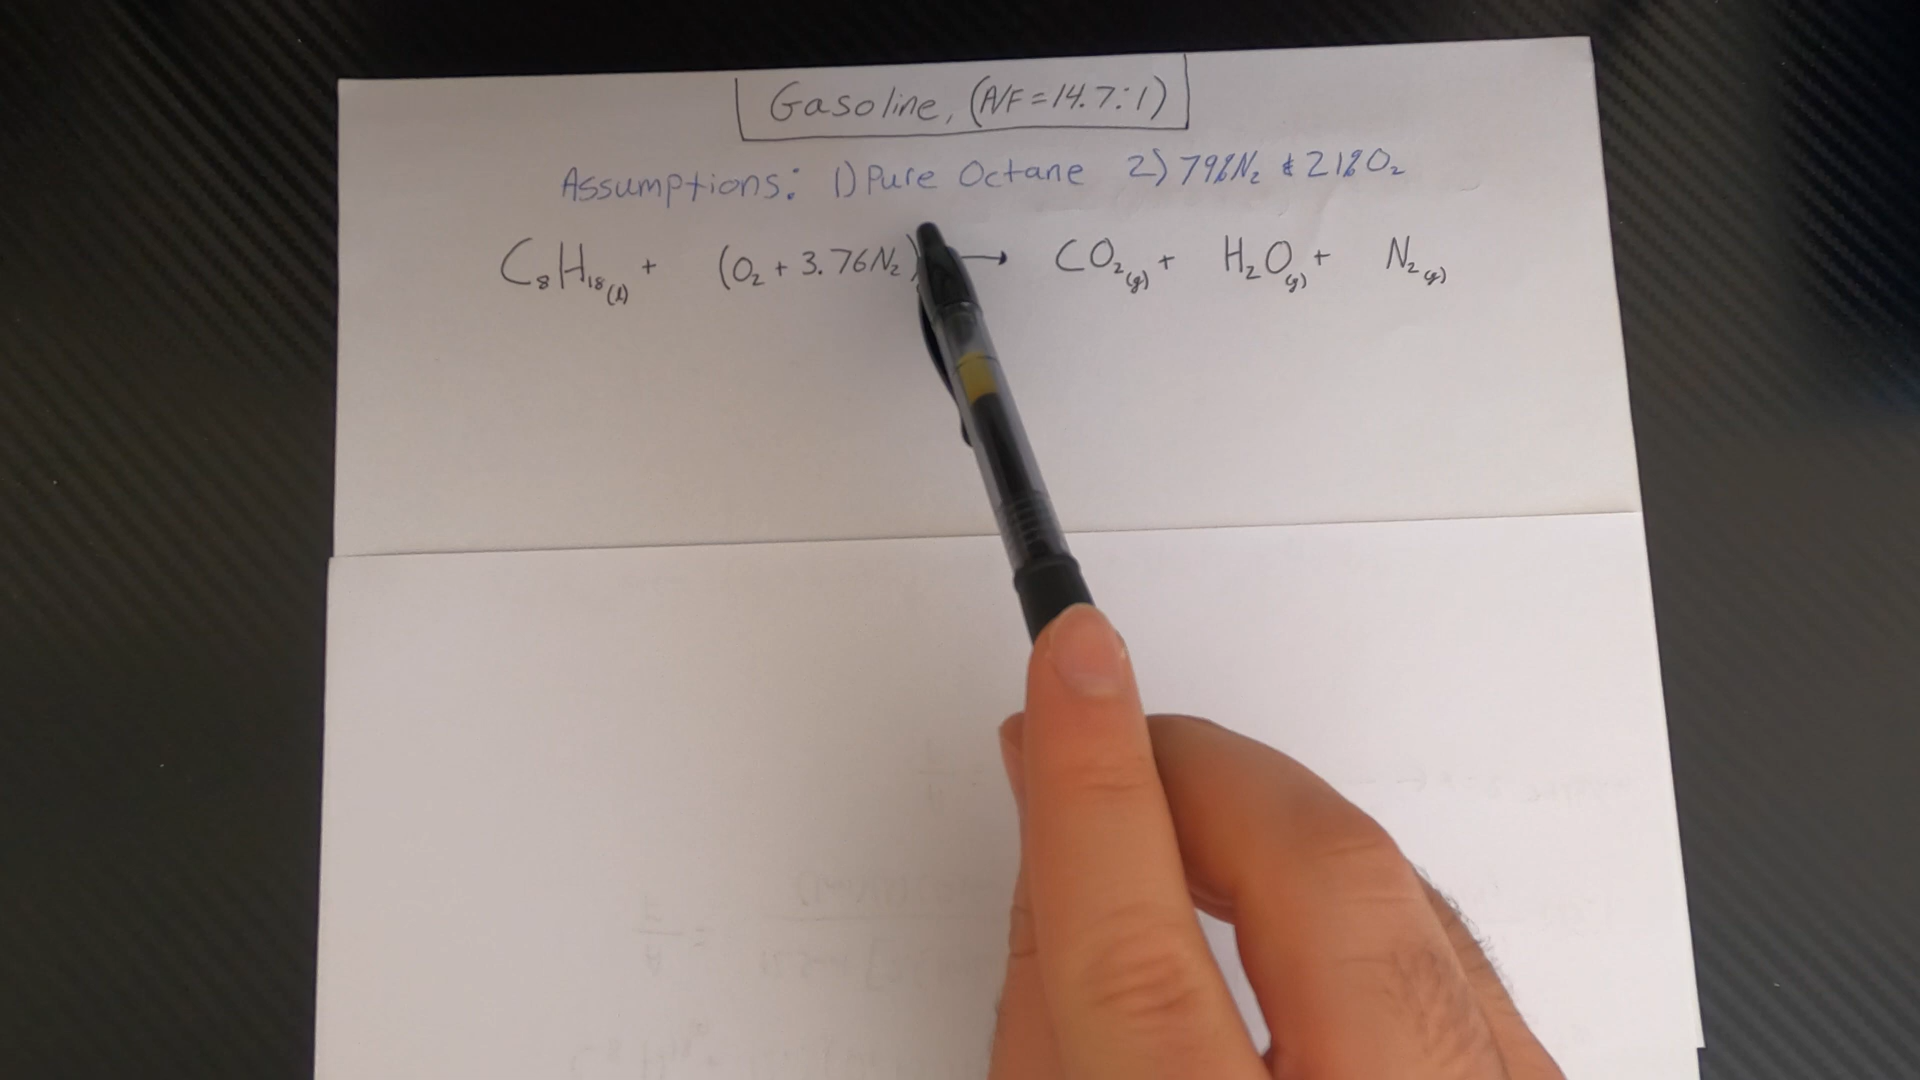 Gasoline, (A/F=14.7:1)
Assumptions: 1) Pure Octane 2) 79%N₂ & 21%O₂
C₈H₁₈(l) + (O₂ + 3.76N₂) → CO₂(g) + H₂O(g) + N₂(g)